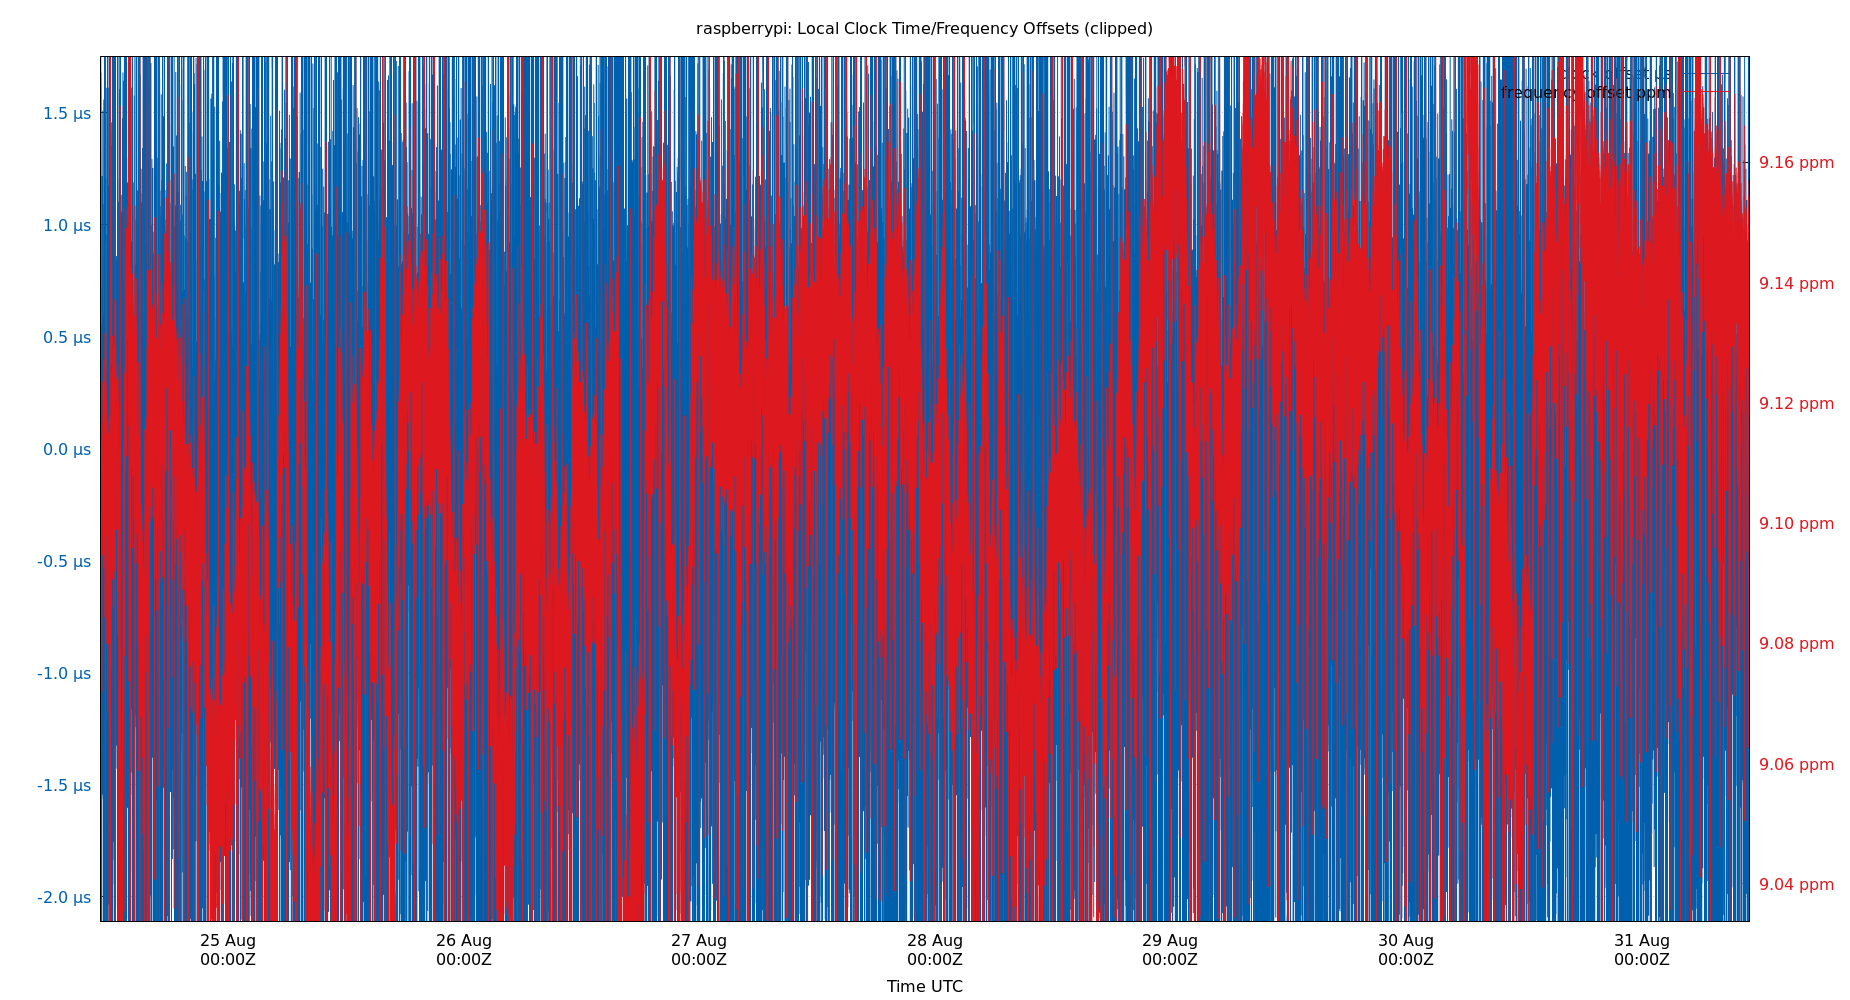 raspberrypi: Local Clock Time/Frequency Offsets (clipped)
clock offset µs
frequency offset ppm
1.5 µs
1.0 µs
0.5 µs
0.0 µs
-0.5 µs
-1.0 µs
-1.5 µs
-2.0 µs
9.16 ppm
9.14 ppm
9.12 ppm
9.10 ppm
9.08 ppm
9.06 ppm
9.04 ppm
25 Aug
00:00Z
26 Aug
00:00Z
27 Aug
00:00Z
28 Aug
00:00Z
29 Aug
00:00Z
30 Aug
00:00Z
31 Aug
00:00Z
Time UTC